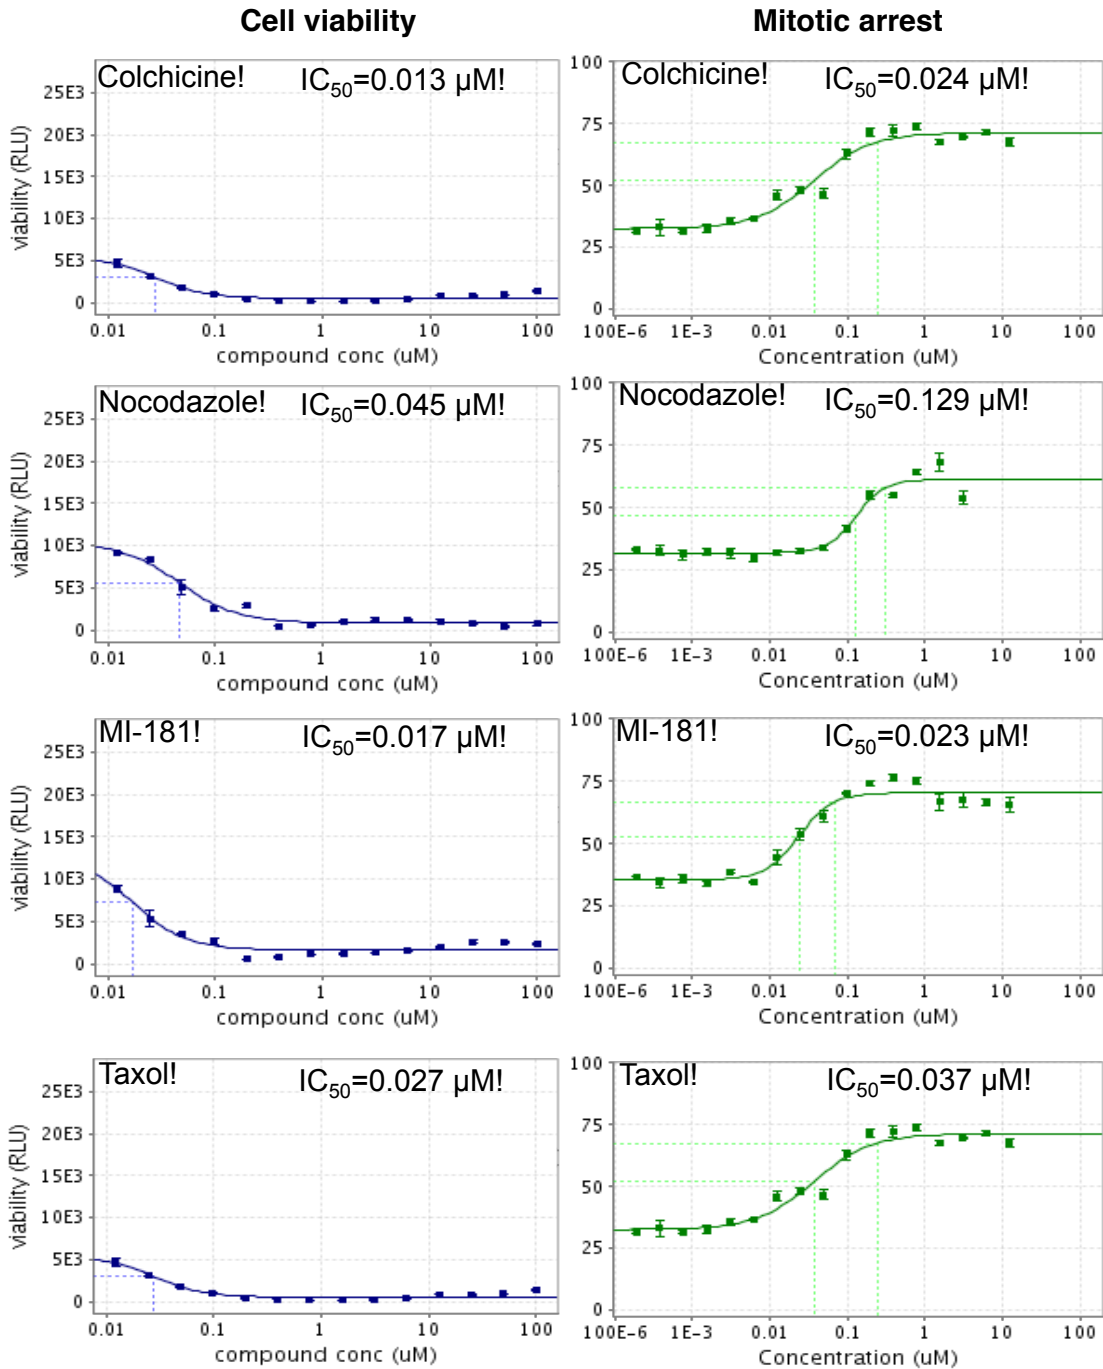 Cell viability
Mitotic arrest
Colchicine!
IC50=0.013 µM!
viability (RLU)
25E3
20E3
15E3
10E3
5E3
0
0.01 0.1 1 10 100
compound conc (uM)
Colchicine!
IC50=0.024 µM!
100
75
50
25
0
100E-6 1E-3 0.01 0.1 1 10
Concentration (uM)
Nocodazole!
IC50=0.045 µM!
viability (RLU)
25E3
20E3
15E3
10E3
5E3
0
0.01 0.1 1 10 100
compound conc (uM)
Nocodazole!
IC50=0.129 µM!
100
75
50
25
0
100E-6 1E-3 0.01 0.1 1 10
Concentration (uM)
MI-181!
IC50=0.017 µM!
viability (RLU)
25E3
20E3
15E3
10E3
5E3
0
0.01 0.1 1 10 100
compound conc (uM)
MI-181!
IC50=0.023 µM!
100
75
50
25
0
100E-6 1E-3 0.01 0.1 1 10
Concentration (uM)
Taxol!
IC50=0.027 µM!
viability (RLU)
25E3
20E3
15E3
10E3
5E3
0
0.01 0.1 1 10 100
compound conc (uM)
Taxol!
IC50=0.037 µM!
100
75
50
25
0
100E-6 1E-3 0.01 0.1 1 10
Concentration (uM)